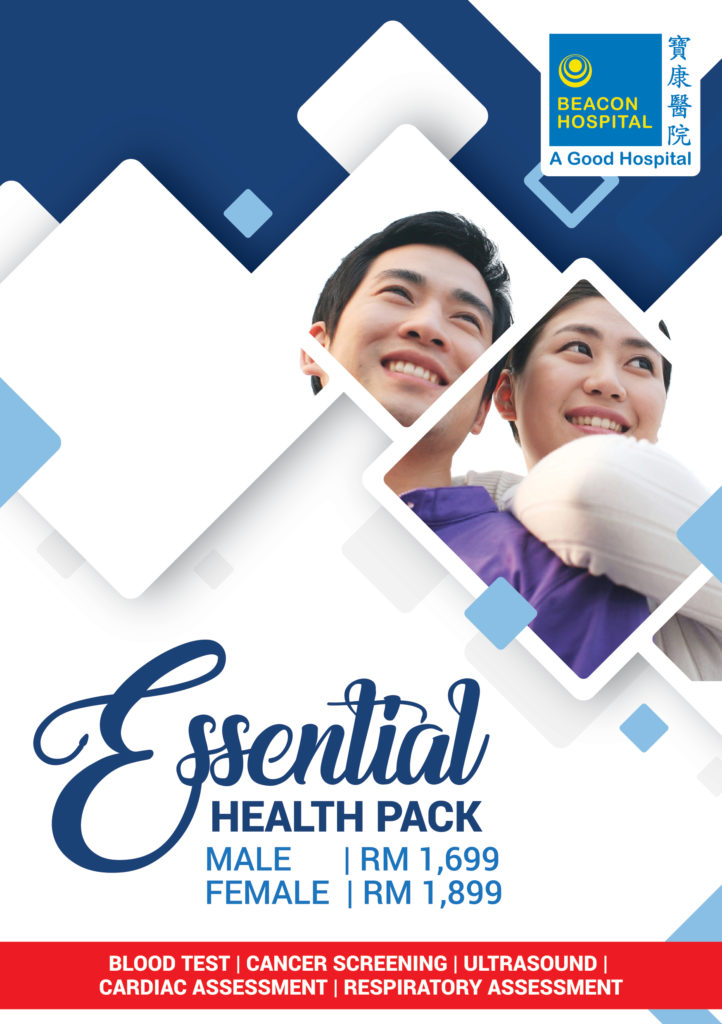 BEACON
HOSPITAL
寶康醫院
A Good Hospital
Essential
HEALTH PACK
MALE | RM 1,699
FEMALE | RM 1,899
BLOOD TEST | CANCER SCREENING | ULTRASOUND |
CARDIAC ASSESSMENT | RESPIRATORY ASSESSMENT